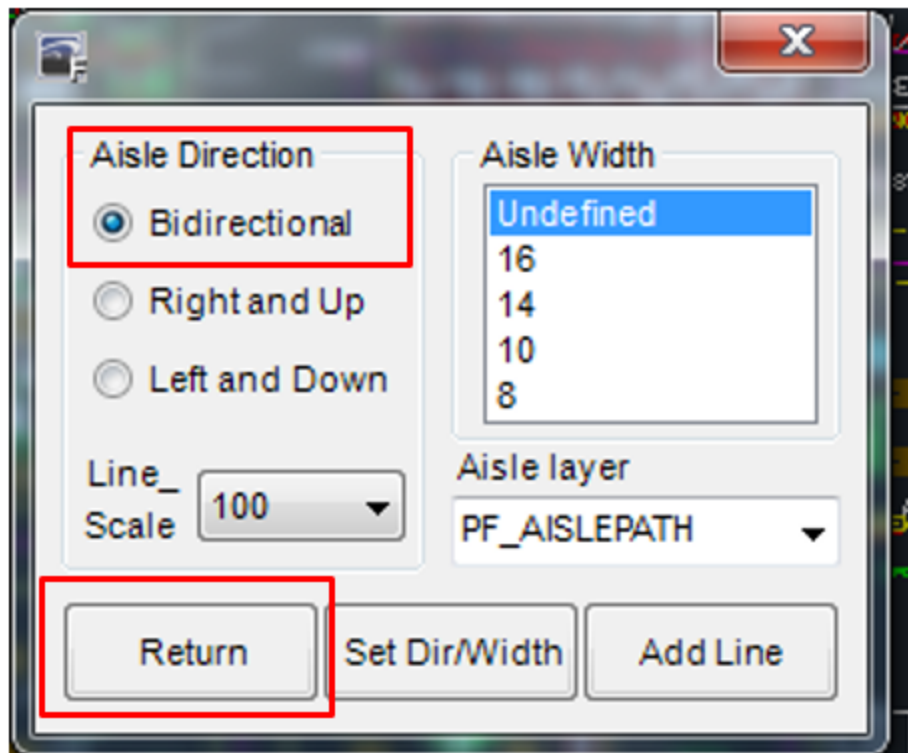 Aisle Direction
Bidirectional
Right and Up
Left and Down
Line_
Scale
100
Aisle Width
Undefined
16
14
10
8
Aisle layer
PF_AISLEPATH
Return
Set Dir/Width
Add Line